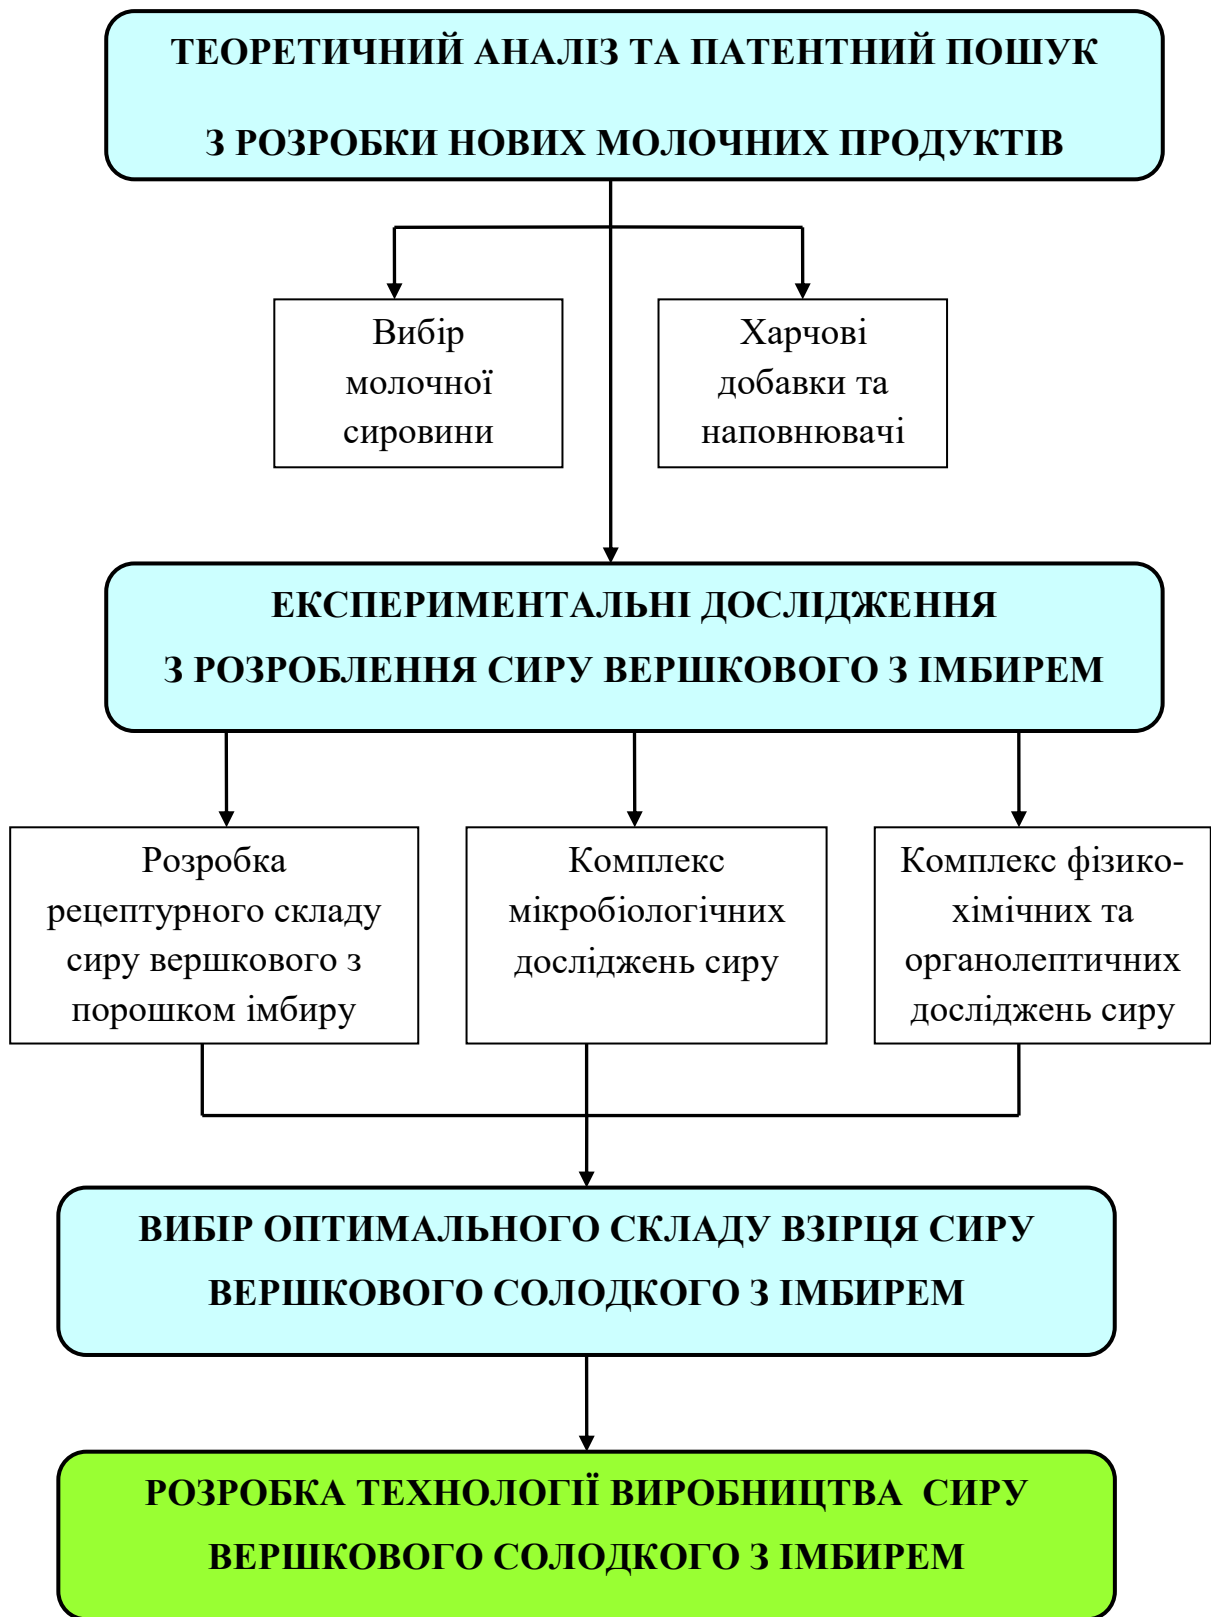 ТЕОРЕТИЧНИЙ АНАЛІЗ ТА ПАТЕНТНИЙ ПОШУК
З РОЗРОБКИ НОВИХ МОЛОЧНИХ ПРОДУКТІВ
Вибір
молочної
сировини
Харчові
добавки та
наповнювачі
ЕКСПЕРИМЕНТАЛЬНІ ДОСЛІДЖЕННЯ
З РОЗРОБЛЕННЯ СИРУ ВЕРШКОВОГО З ІМБИРЕМ
Розробка
рецептурного складу
сиру вершкового з
порошком імбиру
Комплекс
мікробіологічних
досліджень сиру
Комплекс фізико-
хімічних та
органолептичних
досліджень сиру
ВИБІР ОПТИМАЛЬНОГО СКЛАДУ ВЗІРЦЯ СИРУ
ВЕРШКОВОГО СОЛОДКОГО З ІМБИРЕМ
РОЗРОБКА ТЕХНОЛОГІЇ ВИРОБНИЦТВА СИРУ
ВЕРШКОВОГО СОЛОДКОГО З ІМБИРЕМ